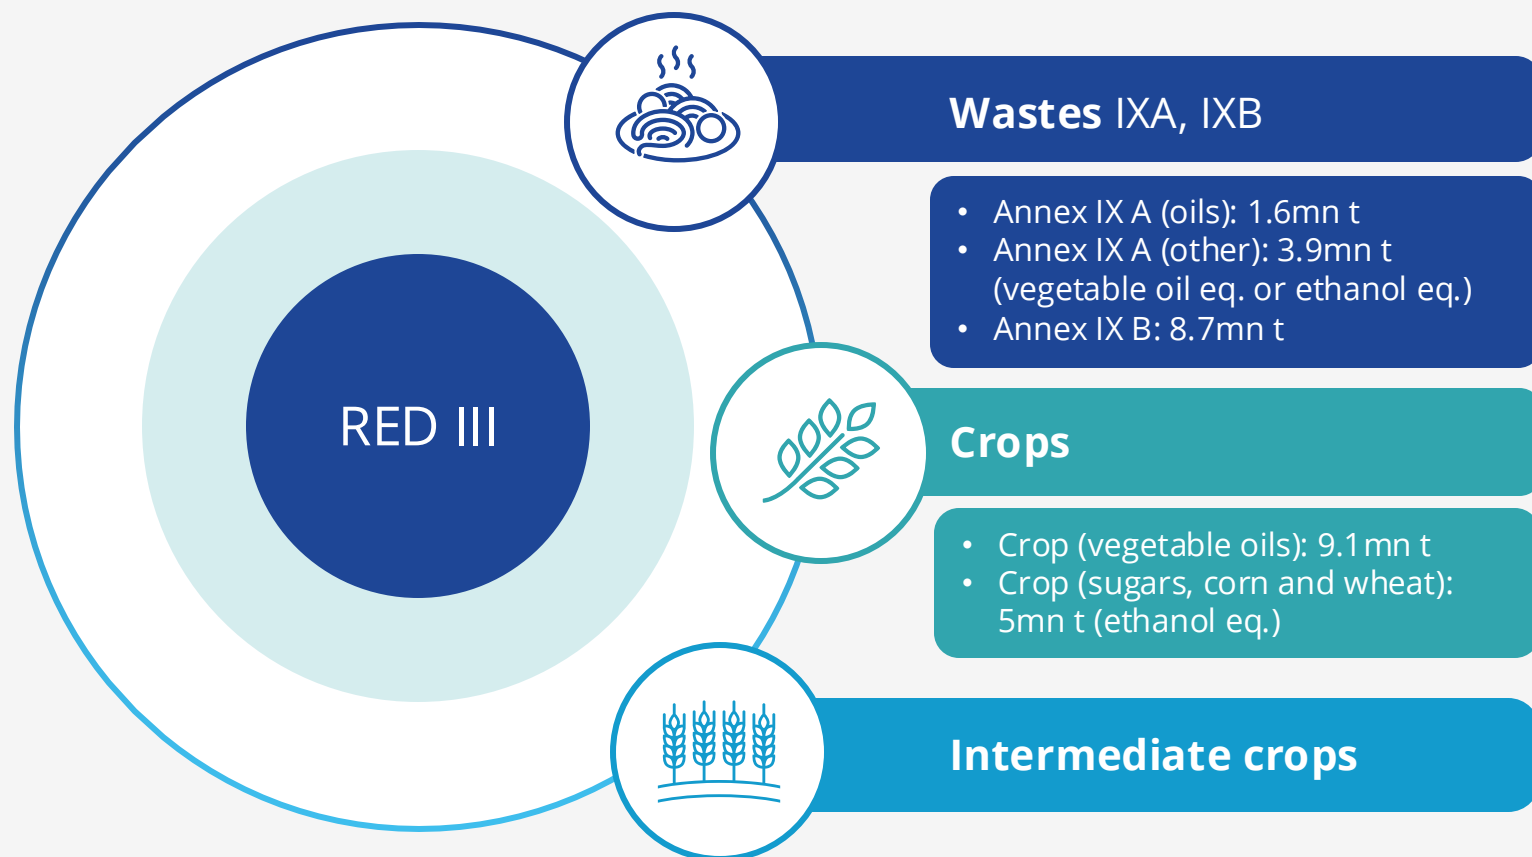 RED III
Wastes IXA, IXB
• Annex IX A (oils): 1.6mn t
• Annex IX A (other): 3.9mn t
(vegetable oil eq. or ethanol eq.)
• Annex IX B: 8.7mn t
Crops
• Crop (vegetable oils): 9.1mn t
• Crop (sugars, corn and wheat):
5mn t (ethanol eq.)
Intermediate crops